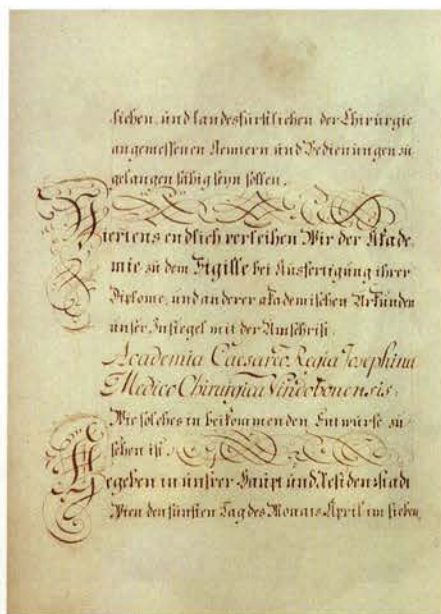 lichen, und landesfürstlichen der Chirurgie
angemessenen Aemtern und Bedienungen zu
gelangen fähig seyn sollen.
Viertens endlich verleihen Wir der Akade-
mie zu dem Sigille bei Ausfertigung ihrer
Diplome, und anderer akademischen Urkunden
unser Insiegel mit der Umschrift:
Academia Caesareo Regia Josephina
Medico Chirurgica Vindobonensis.
Wie solches in beikommenden Entwurfe zu
sehen ist.
Gegeben in unsrer Haupt und Residenzstadt
Wien den fünften Tag des Monats April im sieben